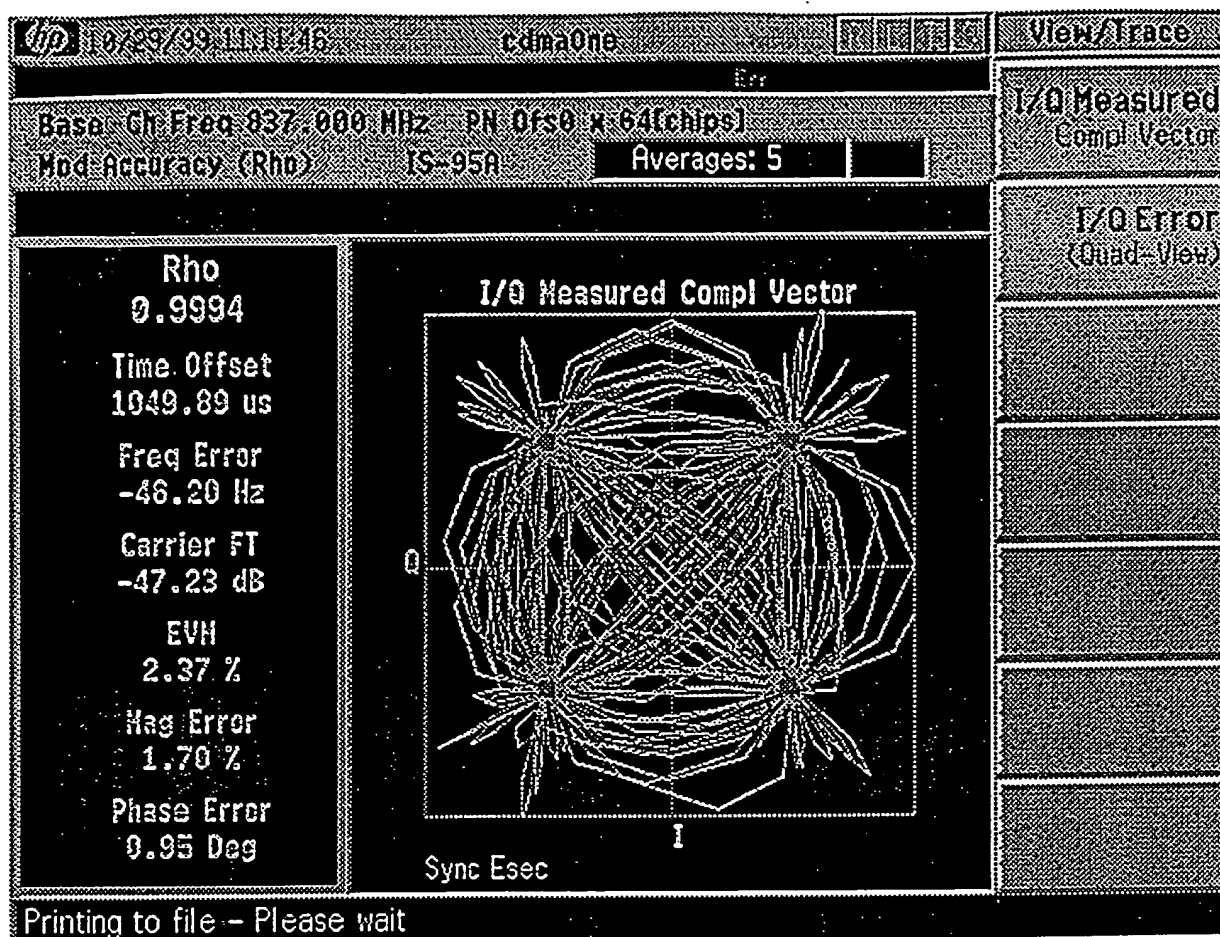 hp 10/29/99 11:11:46 cdmaOne View/Trace
Err
Base Ch Freq 837.000 MHz PN Ofs0 x 64[chips]
Mod Accuracy (Rho) IS-95A Averages: 5
I/Q Measured
Compl Vector
I/Q Error
(Quad-View)
Rho
0.9994
Time Offset
1049.89 us
Freq Error
-46.20 Hz
Carrier FT
-47.23 dB
EVM
2.37 %
Mag Error
1.70 %
Phase Error
0.95 Deg
I/Q Measured Compl Vector
Q
I
Sync Esec
Printing to file - Please wait